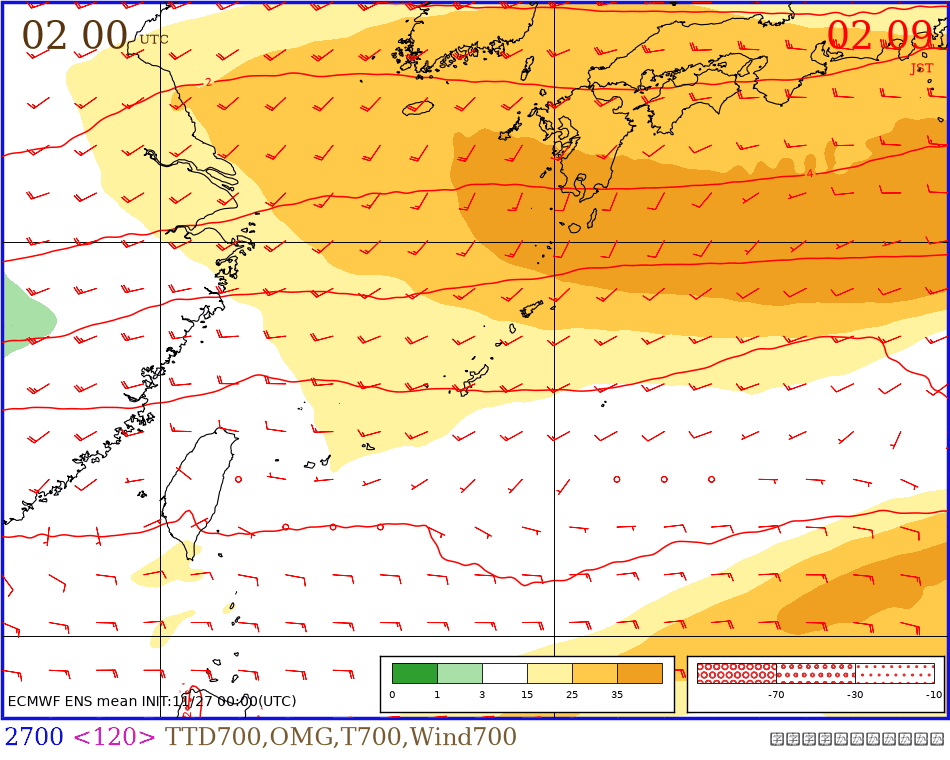 02 00 UTC
02 09
JST
2
4
2
0 1 3 15 25 35
-70 -30 -10
ECMWF ENS mean INIT:11/27 00:00(UTC)
2700 <120> TTD700,OMG,T700,Wind700